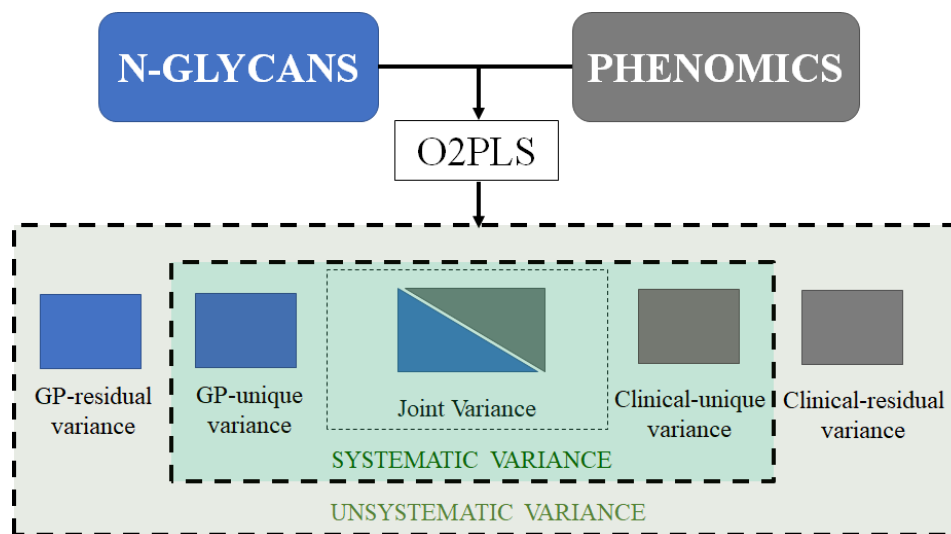 N-GLYCANS
PHENOMICS
O2PLS
GP-residual
variance
GP-unique
variance
Joint Variance
Clinical-unique
variance
Clinical-residual
variance
SYSTEMATIC VARIANCE
UNSYSTEMATIC VARIANCE